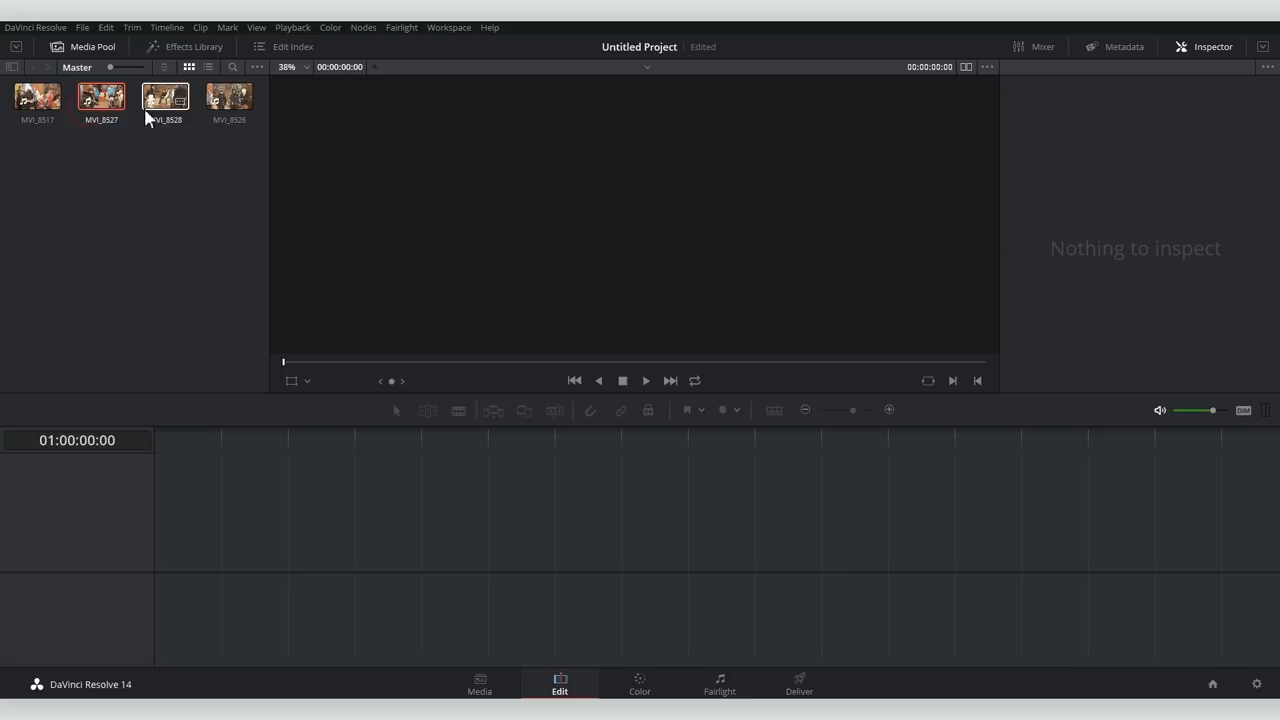 DaVinci Resolve File Edit Trim Timeline Clip Mark View Playback Color Nodes Fairlight Workspace Help
Media Pool Effects Library Edit Index Untitled Project Edited Mixer Metadata Inspector
Master 38% 00:00:00:00 00:00:00:00
MVI_8517 MVI_8527 VI_8528 MVI_8526
Nothing to inspect
DIM
01:00:00:00
DaVinci Resolve 14 Media Edit Color Fairlight Deliver